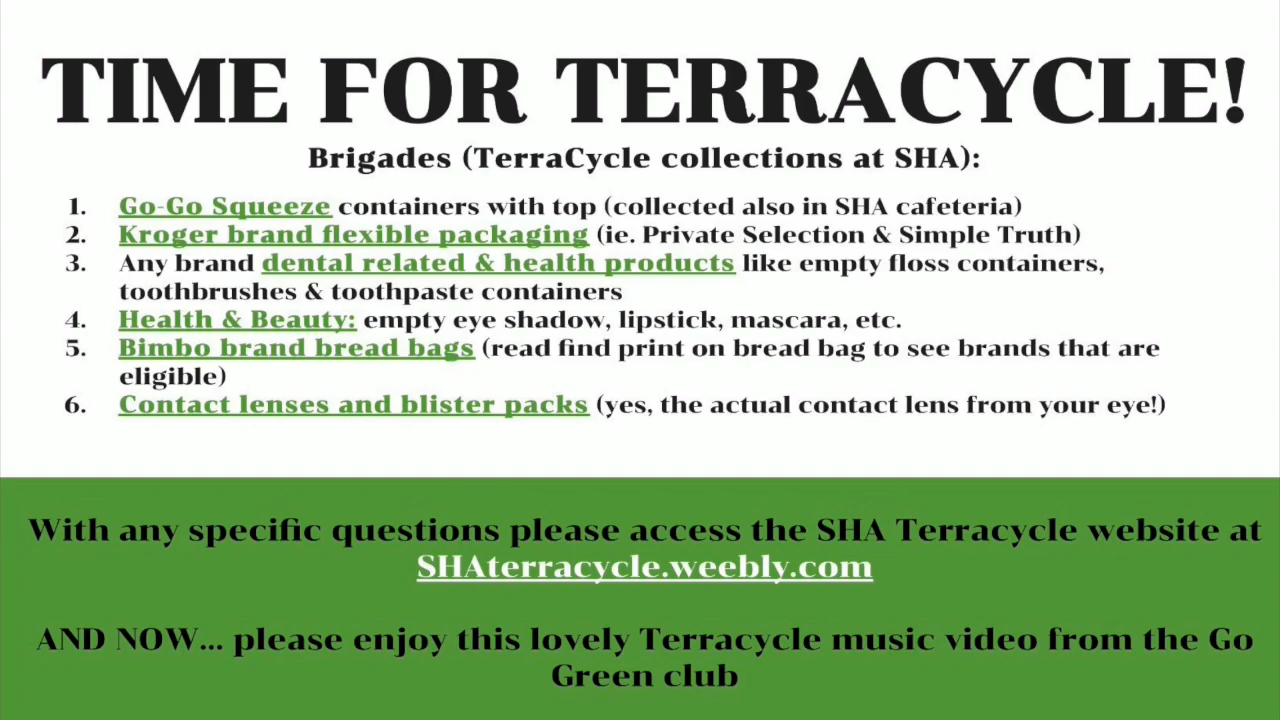 TIME FOR TERRACYCLE!
Brigades (TerraCycle collections at SHA):
1. Go-Go Squeeze containers with top (collected also in SHA cafeteria)
2. Kroger brand flexible packaging (ie. Private Selection & Simple Truth)
3. Any brand dental related & health products like empty floss containers,
toothbrushes & toothpaste containers
4. Health & Beauty: empty eye shadow, lipstick, mascara, etc.
5. Bimbo brand bread bags (read find print on bread bag to see brands that are
eligible)
6. Contact lenses and blister packs (yes, the actual contact lens from your eye!)
With any specific questions please access the SHA Terracycle website at
SHAterracycle.weebly.com
AND NOW... please enjoy this lovely Terracycle music video from the Go
Green club